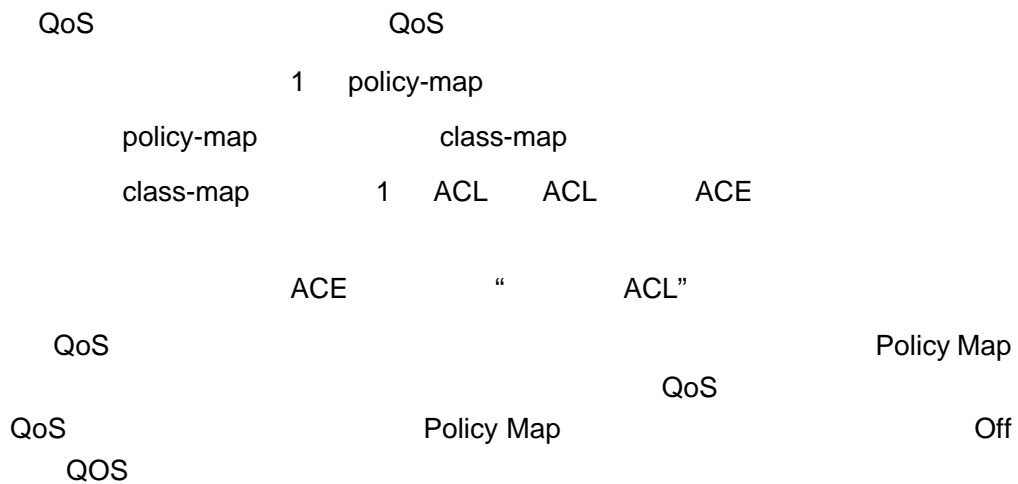 QoS QoS
1 policy-map
policy-map class-map
class-map 1 ACL ACL ACE
ACE “ ACL”
QoS Policy Map
QoS
QoS Policy Map Off
QOS